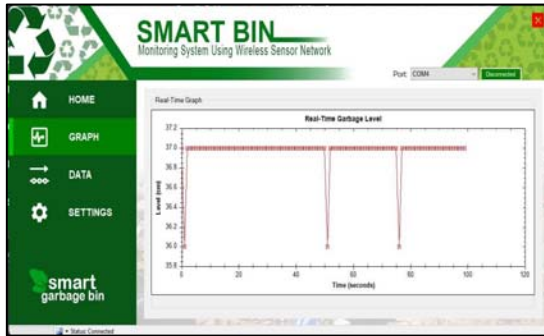 SMART BIN
Monitoring System Using Wireless Sensor Network
Port: COM4 Disconnected
HOME
GRAPH
DATA
SETTINGS
smart
garbage bin
Real-Time Graph
Real-Time Garbage Level
Level (cm)
37.2
37.0
36.8
36.6
36.4
36.2
36.0
35.8
0 20 40 60 80 100 120
Time (seconds)
Status: Connected